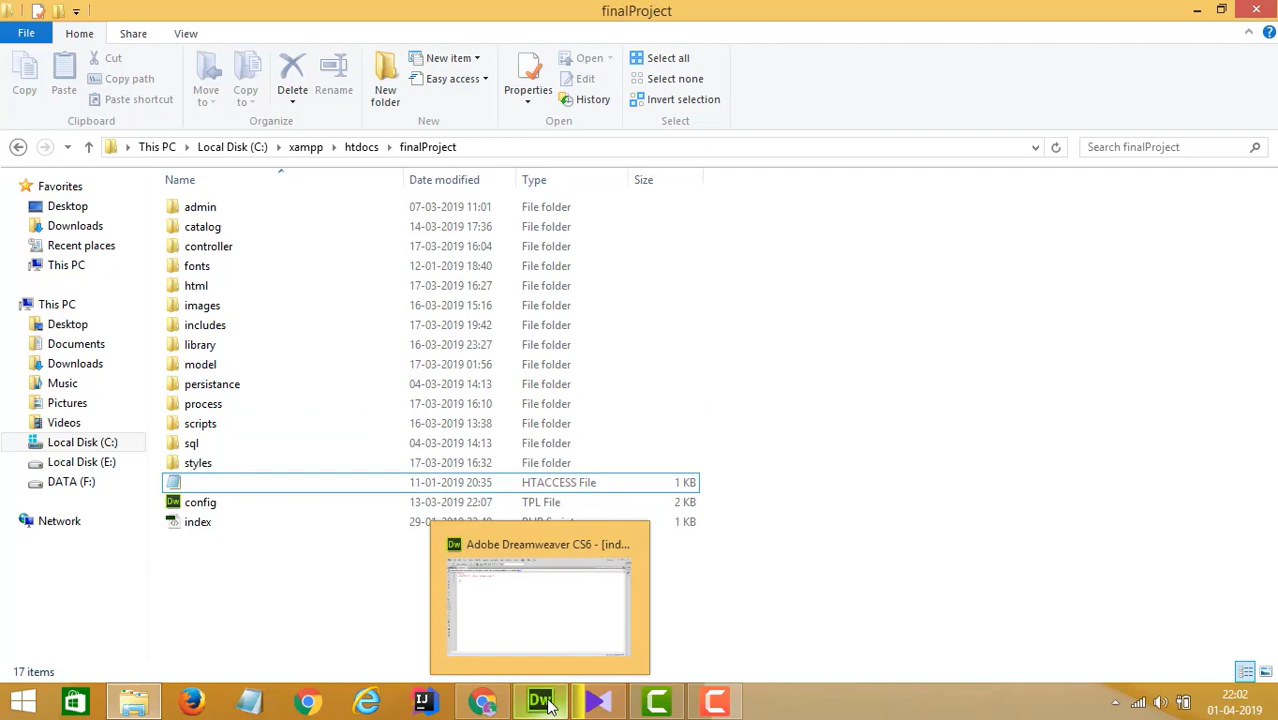 finalProject
File Home Share View
Copy
Paste
Cut
Copy path
Paste shortcut
Clipboard
Move to
Copy to
Delete
Rename
Organize
New folder
New item
Easy access
New
Properties
Open
Edit
History
Open
Select all
Select none
Invert selection
Select
This PC Local Disk (C:) xampp htdocs finalProject
Search finalProject
Favorites
Desktop
Downloads
Recent places
This PC
This PC
Desktop
Documents
Downloads
Music
Pictures
Videos
Local Disk (C:)
Local Disk (E:)
DATA (F:)
Network
Name Date modified Type Size
admin 07-03-2019 11:01 File folder
catalog 14-03-2019 17:36 File folder
controller 17-03-2019 16:04 File folder
fonts 12-01-2019 18:40 File folder
html 17-03-2019 16:27 File folder
images 16-03-2019 15:16 File folder
includes 17-03-2019 19:42 File folder
library 16-03-2019 23:27 File folder
model 17-03-2019 01:56 File folder
persistance 04-03-2019 14:13 File folder
process 17-03-2019 16:10 File folder
scripts 16-03-2019 13:38 File folder
sql 04-03-2019 14:13 File folder
styles 17-03-2019 16:32 File folder
11-01-2019 20:35 HTACCESS File 1 KB
config 13-03-2019 22:07 TPL File 2 KB
index 1 KB
Dw Adobe Dreamweaver CS6 - [ind...
17 items
Dw
22:02
01-04-2019